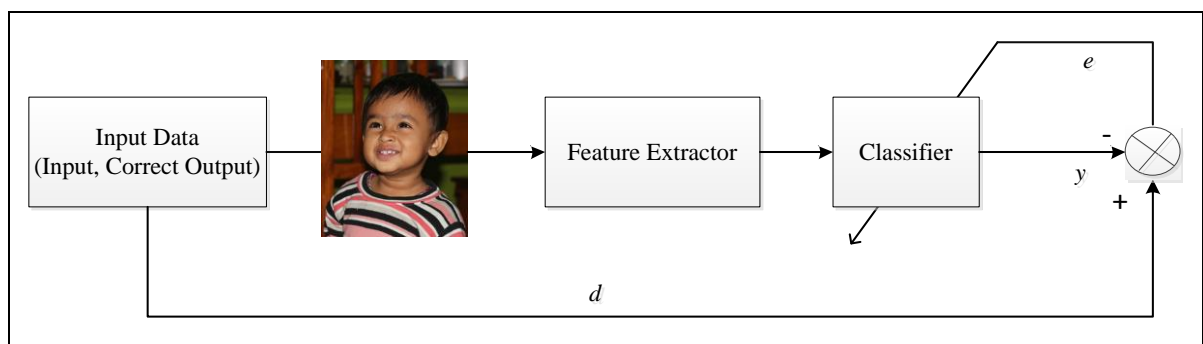 Input Data
(Input, Correct Output)
Feature Extractor
Classifier
e
-
y
+
d